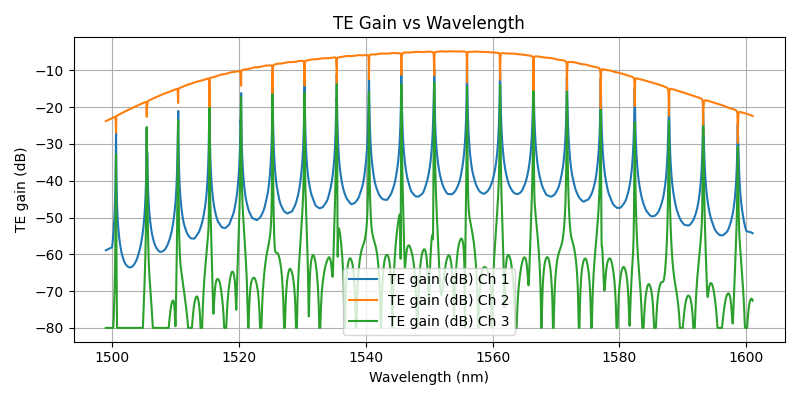 TE Gain vs Wavelength
TE gain (dB)
−10
−20
−30
−40
−50
−60
−70
−80
TE gain (dB) Ch 1
TE gain (dB) Ch 2
TE gain (dB) Ch 3
1500
1520
1540
1560
1580
1600
Wavelength (nm)